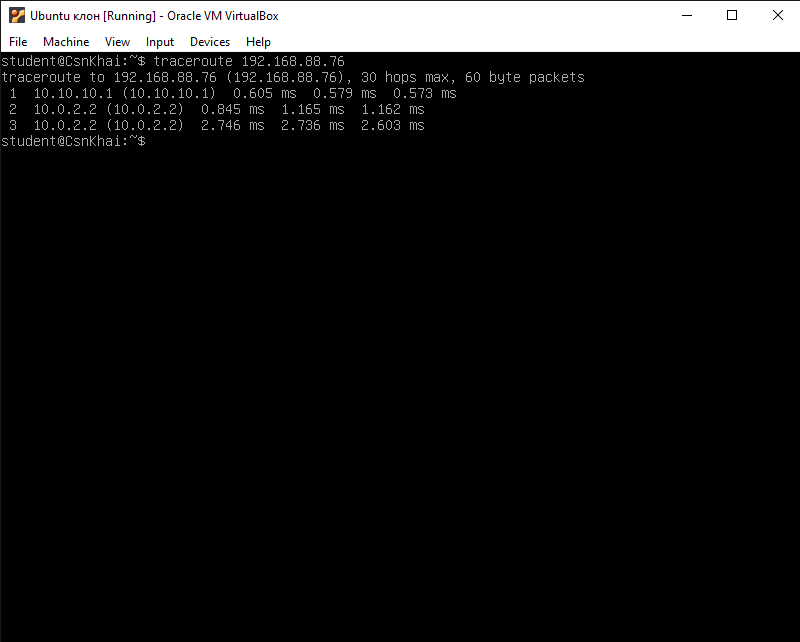 Ubuntu клон [Running] - Oracle VM VirtualBox
File Machine View Input Devices Help
student@CsnKhai:~$ traceroute 192.168.88.76
traceroute to 192.168.88.76 (192.168.88.76), 30 hops max, 60 byte packets
1 10.10.10.1 (10.10.10.1) 0.605 ms 0.579 ms 0.573 ms
2 10.0.2.2 (10.0.2.2) 0.845 ms 1.165 ms 1.162 ms
3 10.0.2.2 (10.0.2.2) 2.746 ms 2.736 ms 2.603 ms
student@CsnKhai:~$